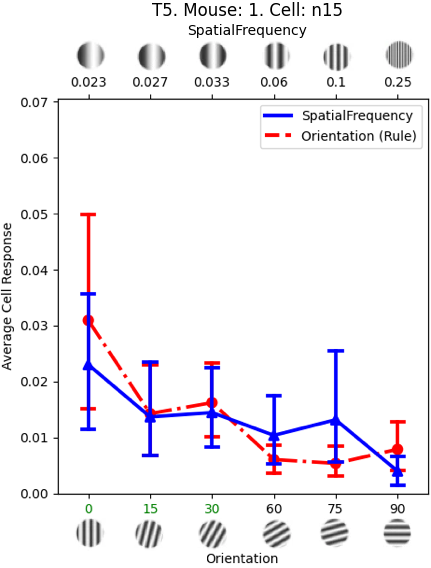 T5. Mouse: 1. Cell: n15
SpatialFrequency
0.023 0.027 0.033 0.06 0.1 0.25
0.07
0.06
0.05
0.04
0.03
0.02
0.01
0.00
Average Cell Response
SpatialFrequency
Orientation (Rule)
0 15 30 60 75 90
Orientation